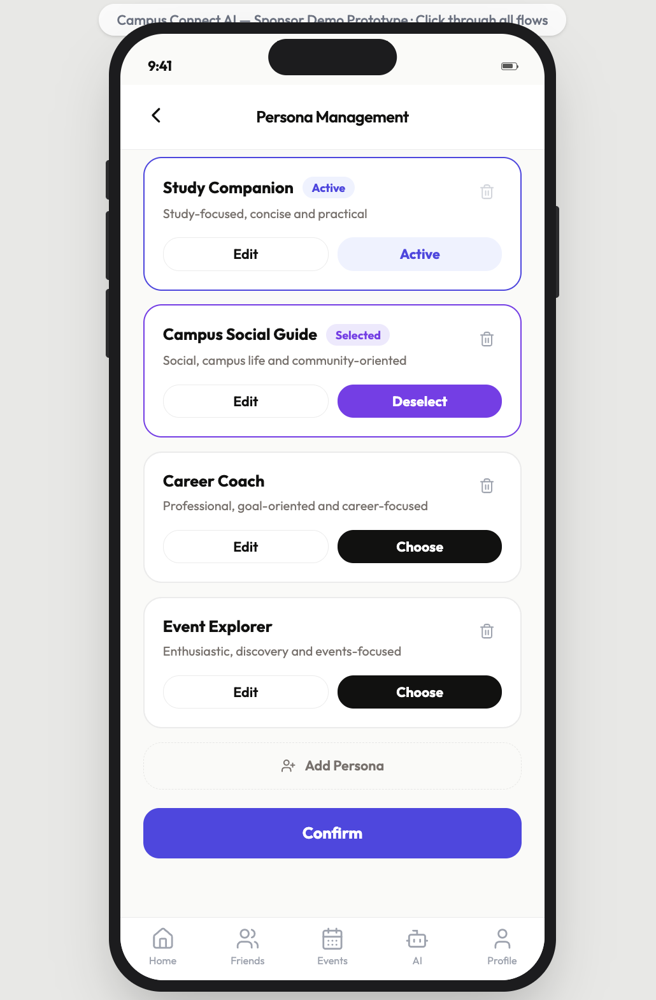 Campus Connect AI — Sponsor Demo Prototype · Click through all flows
9:41
Persona Management
Study Companion Active
Study-focused, concise and practical
Edit Active
Campus Social Guide Selected
Social, campus life and community-oriented
Edit Deselect
Career Coach
Professional, goal-oriented and career-focused
Edit Choose
Event Explorer
Enthusiastic, discovery and events-focused
Edit Choose
Add Persona
Confirm
Home Friends Events AI Profile